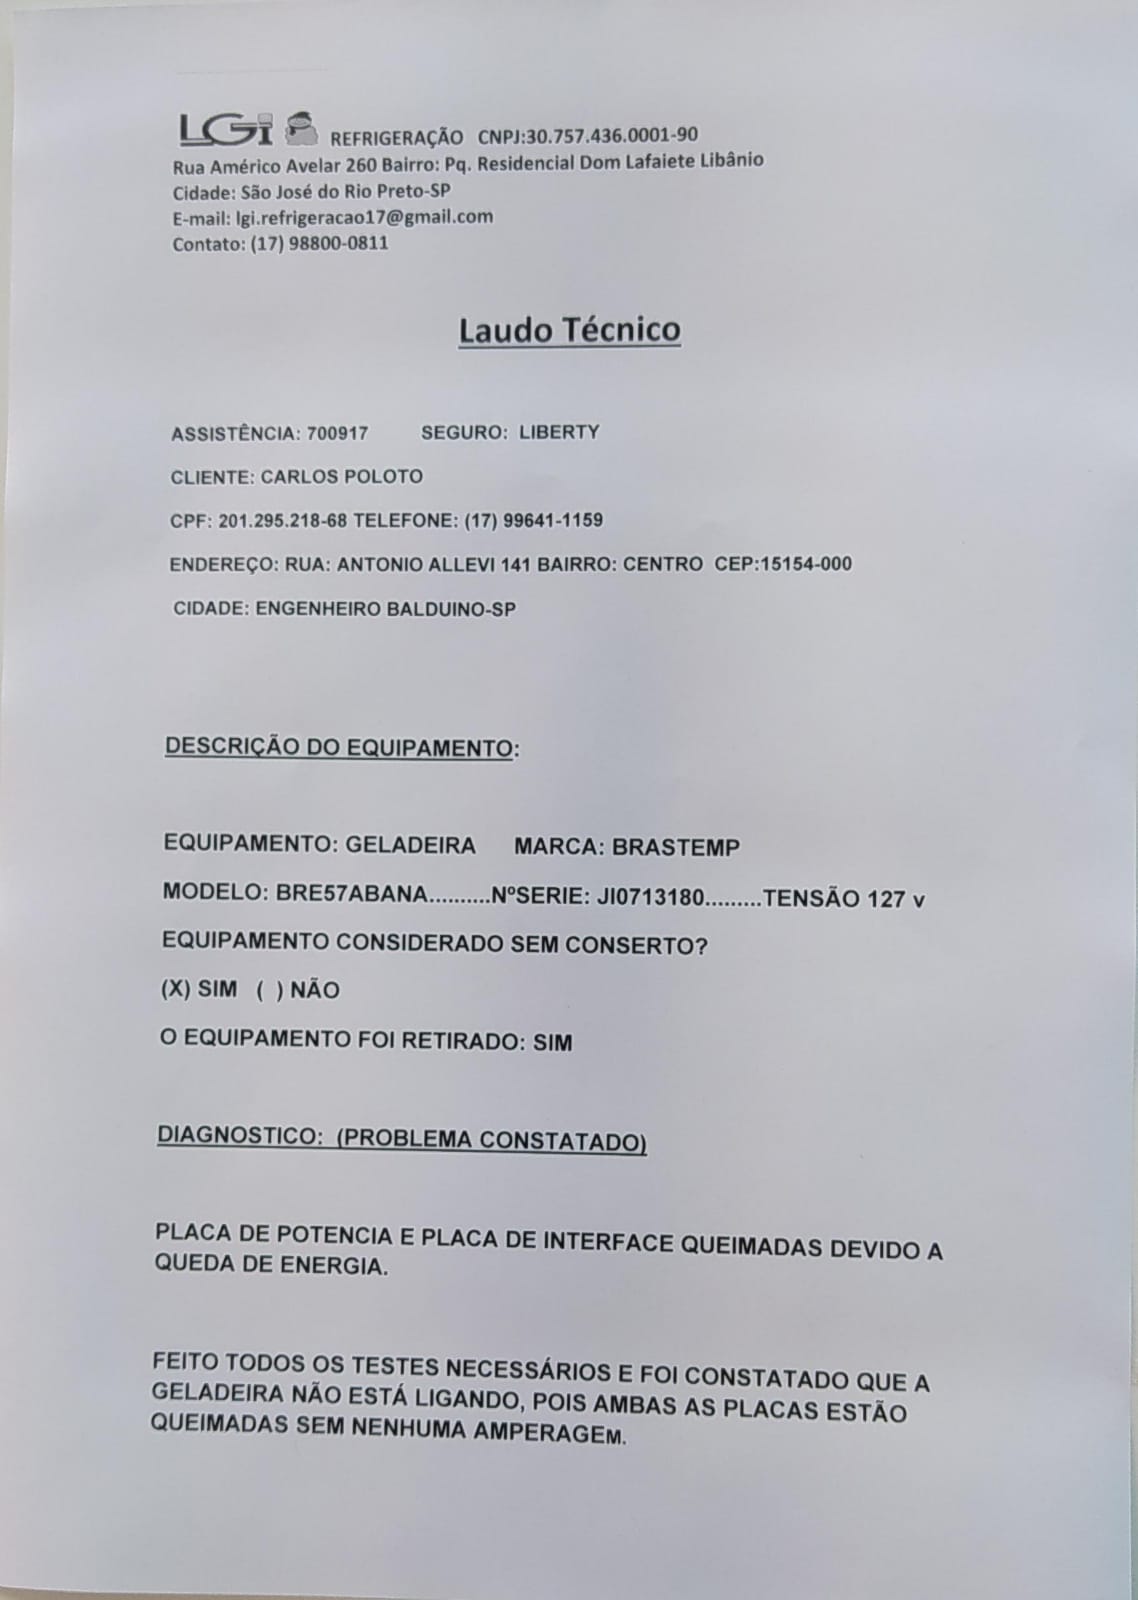 LGi REFRIGERAÇÃO CNPJ:30.757.436.0001-90
Rua Américo Avelar 260 Bairro: Pq. Residencial Dom Lafaiete Libânio
Cidade: São José do Rio Preto-SP
E-mail: lgi.refrigeracao17@gmail.com
Contato: (17) 98800-0811
Laudo Técnico
ASSISTÊNCIA: 700917 SEGURO: LIBERTY
CLIENTE: CARLOS POLOTO
CPF: 201.295.218-68 TELEFONE: (17) 99641-1159
ENDEREÇO: RUA: ANTONIO ALLEVI 141 BAIRRO: CENTRO CEP:15154-000
CIDADE: ENGENHEIRO BALDUINO-SP
DESCRIÇÃO DO EQUIPAMENTO:
EQUIPAMENTO: GELADEIRA MARCA: BRASTEMP
MODELO: BRE57ABANA..........NºSERIE: JI0713180.........TENSÃO 127 v
EQUIPAMENTO CONSIDERADO SEM CONSERTO?
(X) SIM ( ) NÃO
O EQUIPAMENTO FOI RETIRADO: SIM
DIAGNOSTICO: (PROBLEMA CONSTATADO)
PLACA DE POTENCIA E PLACA DE INTERFACE QUEIMADAS DEVIDO A
QUEDA DE ENERGIA.
FEITO TODOS OS TESTES NECESSÁRIOS E FOI CONSTATADO QUE A
GELADEIRA NÃO ESTÁ LIGANDO, POIS AMBAS AS PLACAS ESTÃO
QUEIMADAS SEM NENHUMA AMPERAGEm.